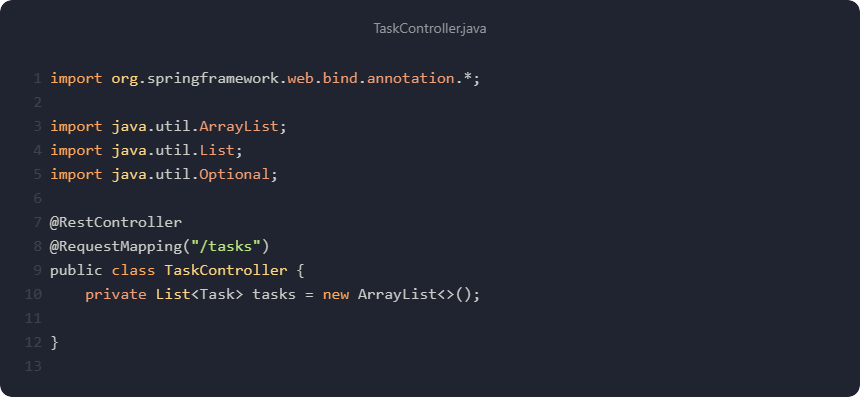 TaskController.java
1 import org.springframework.web.bind.annotation.*;
2
3 import java.util.ArrayList;
4 import java.util.List;
5 import java.util.Optional;
6
7 @RestController
8 @RequestMapping("/tasks")
9 public class TaskController {
10     private List<Task> tasks = new ArrayList<>();
11
12 }
13